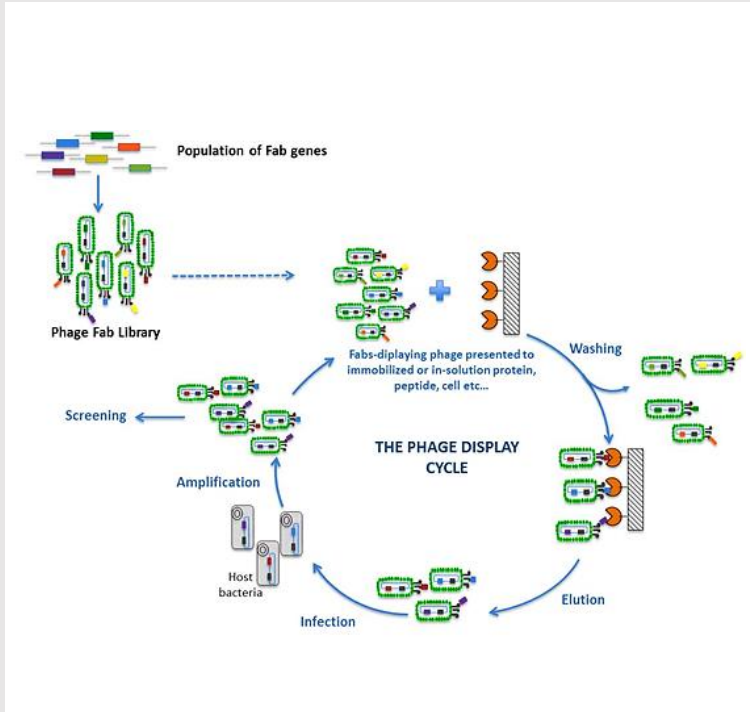 Population of Fab genes
Phage Fab Library
Fabs-diplaying phage presented to
immobilized or in-solution protein,
peptide, cell etc...
Washing
Screening
THE PHAGE DISPLAY
CYCLE
Amplification
Host
bacteria
Elution
Infection